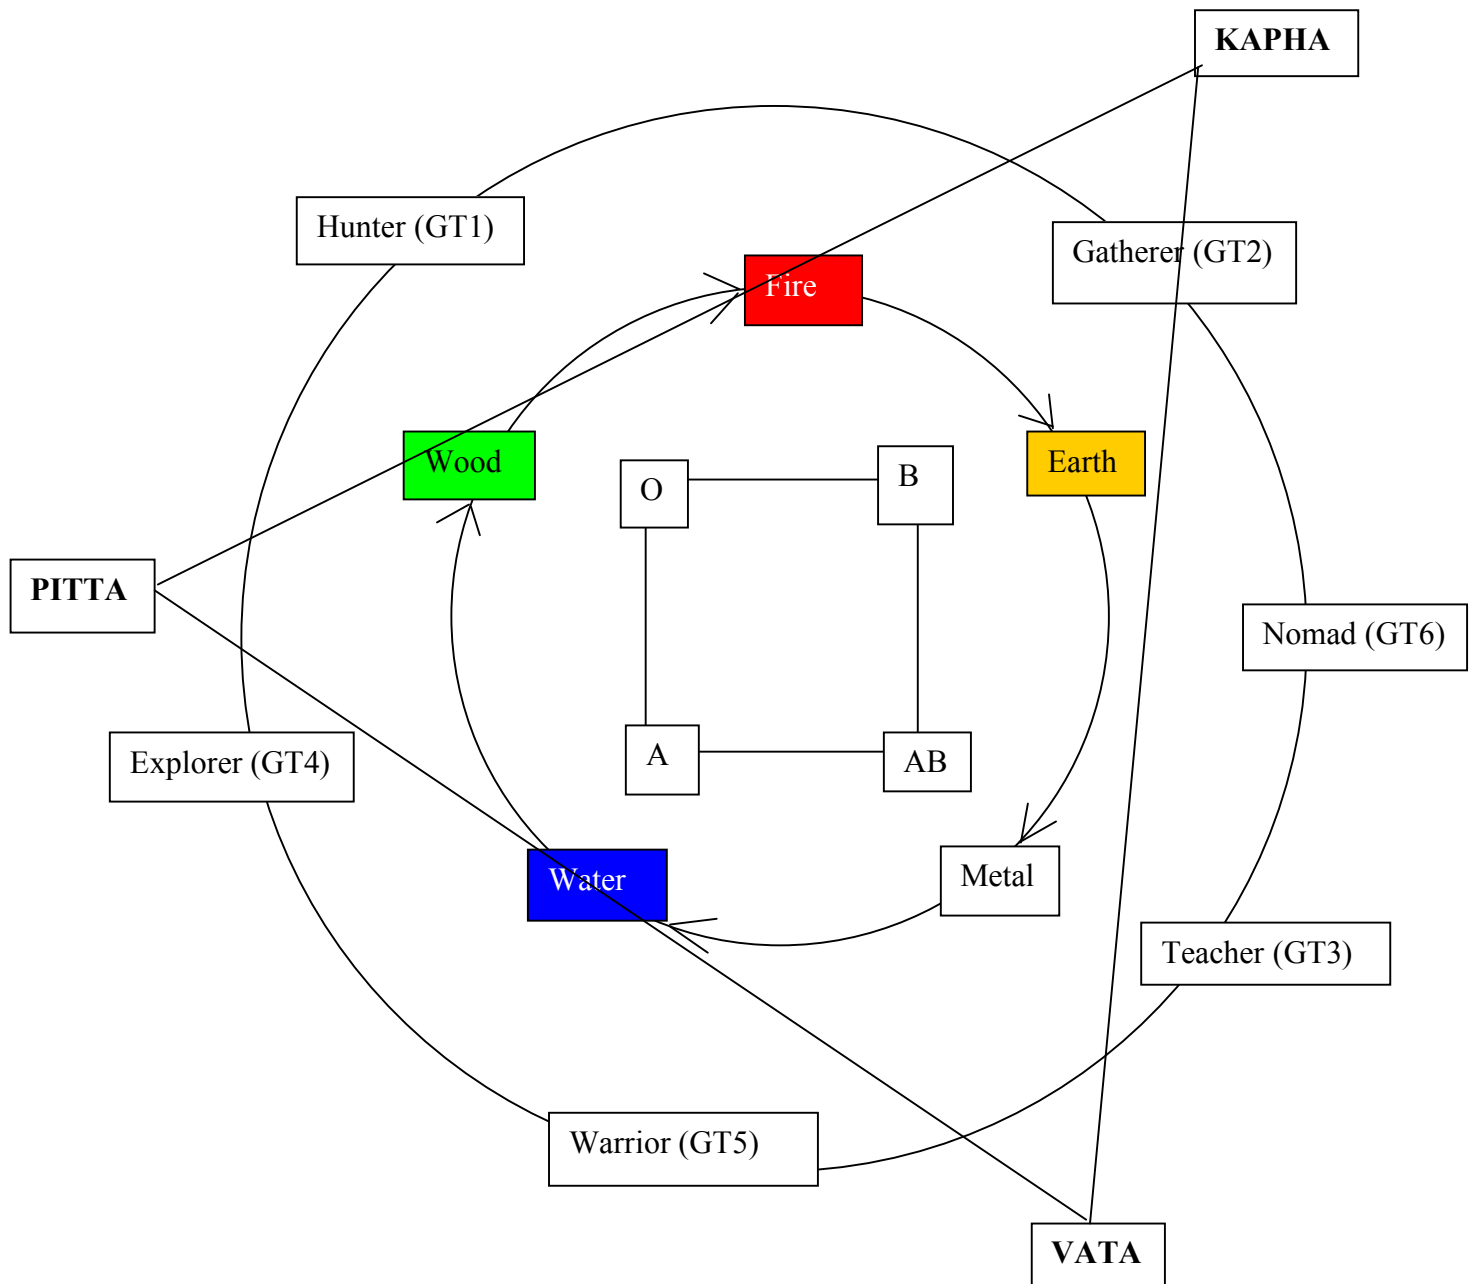 KAPHA
Hunter (GT1)
Gatherer (GT2)
Fire
Wood
Earth
O
B
PITTA
Nomad (GT6)
Explorer (GT4)
A
AB
Water
Metal
Teacher (GT3)
Warrior (GT5)
VATA